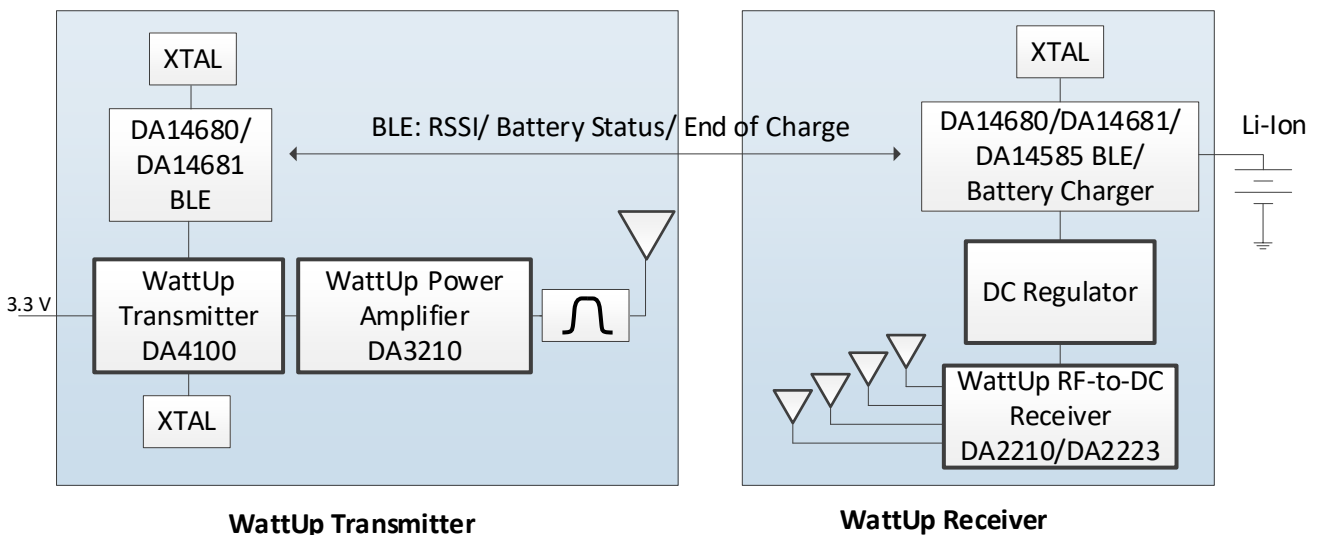 XTAL
DA14680/
DA14681
BLE
BLE: RSSI/ Battery Status/ End of Charge
XTAL
DA14680/DA14681/
DA14585 BLE/
Battery Charger
Li-Ion
3.3 V
WattUp
Transmitter
DA4100
WattUp Power
Amplifier
DA3210
XTAL
DC Regulator
WattUp RF-to-DC
Receiver
DA2210/DA2223
WattUp Transmitter
WattUp Receiver